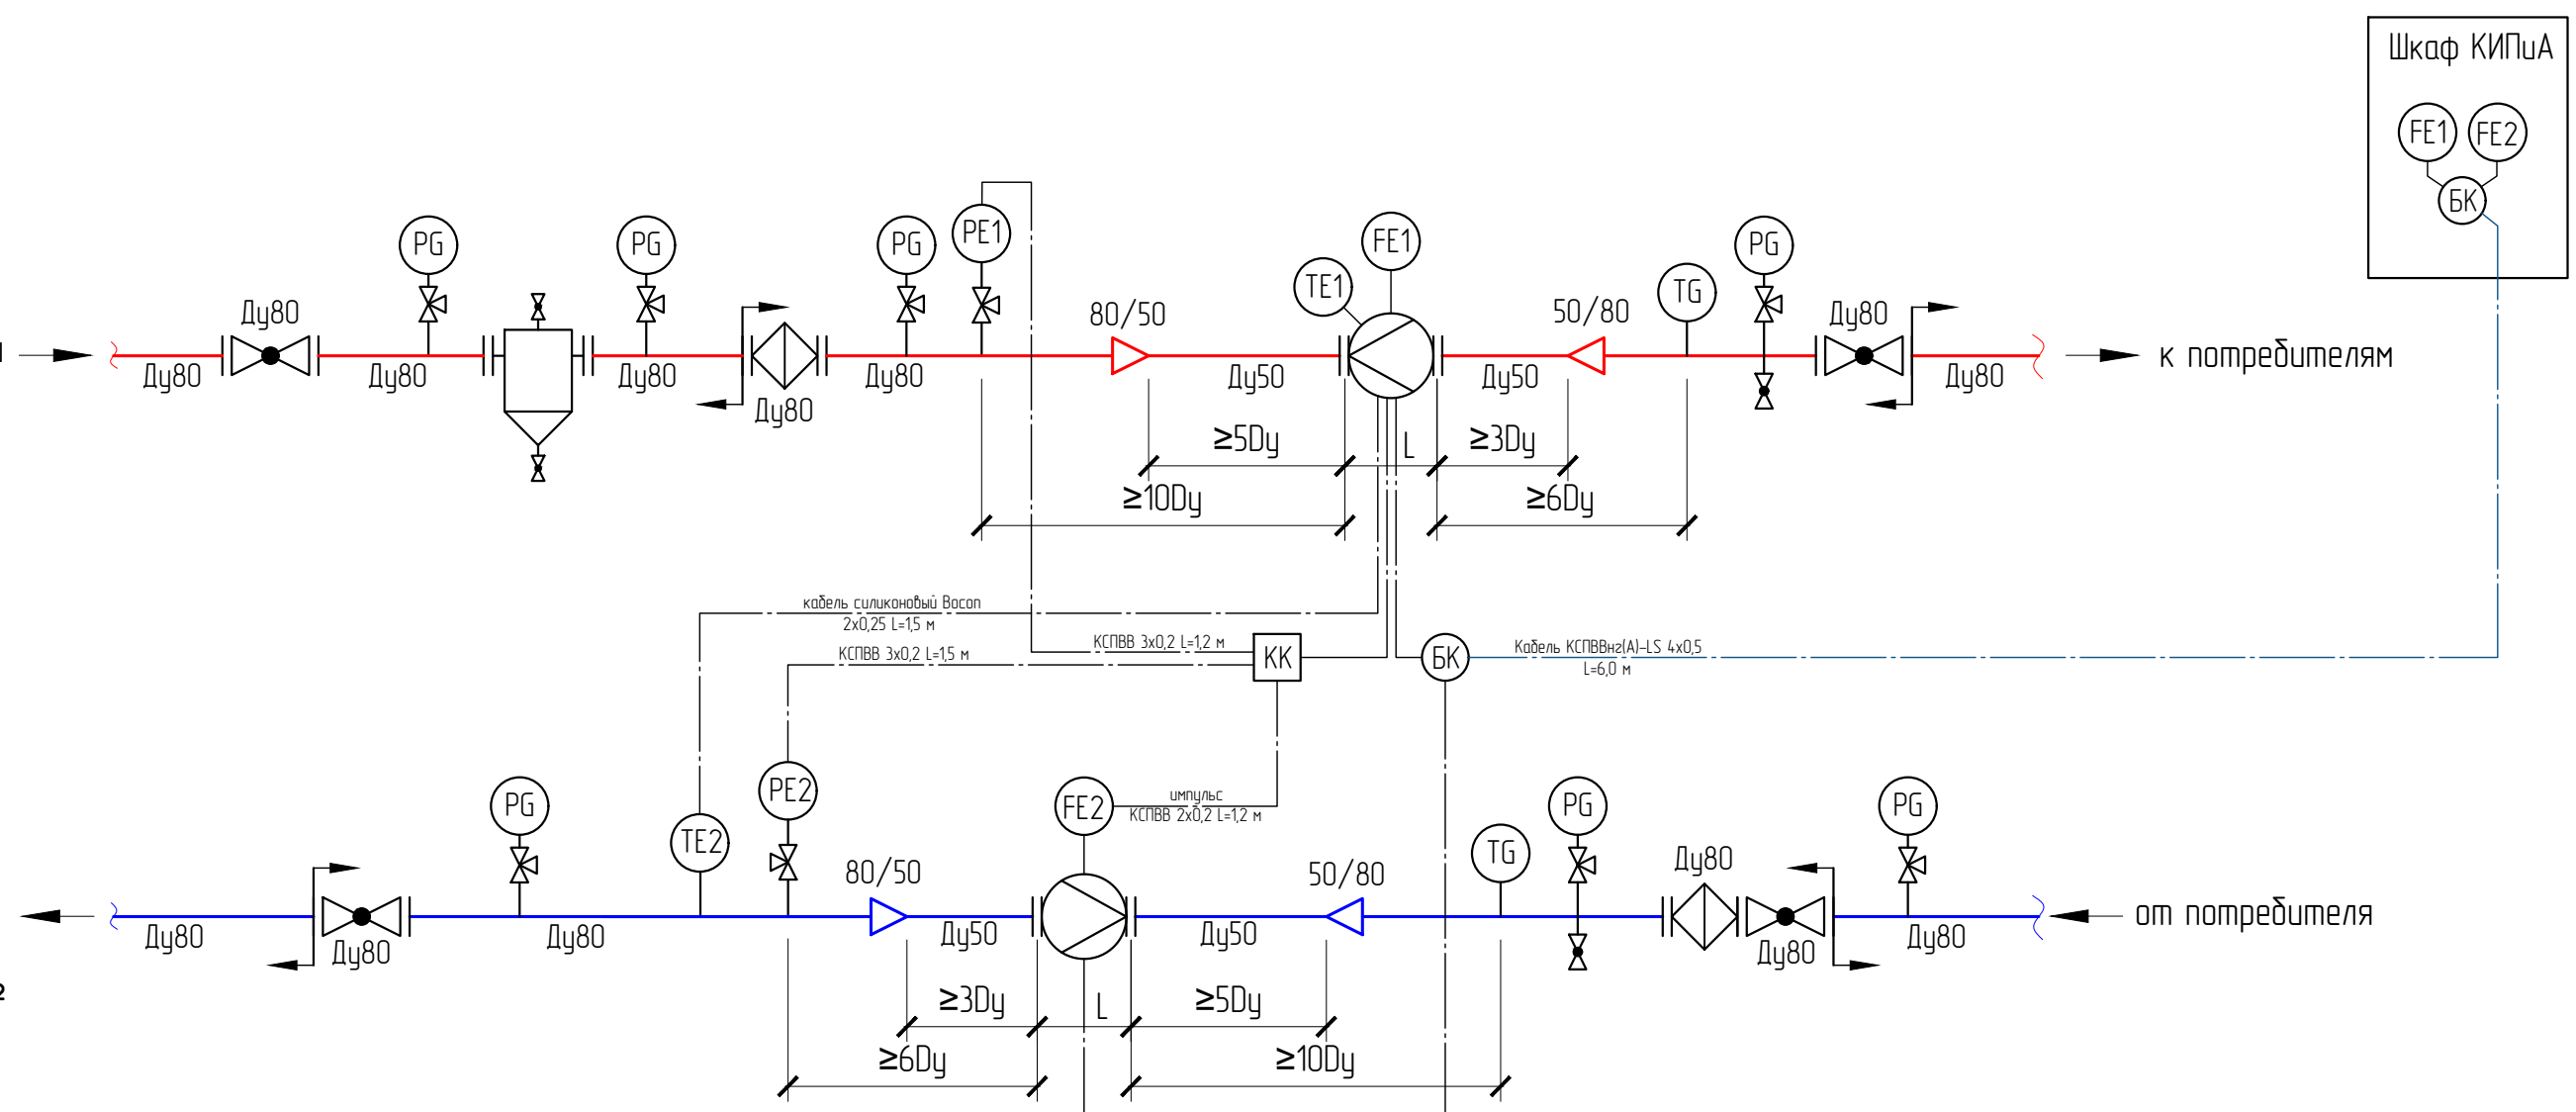 Шкаф КИПиА
FE1 FE2
БК
PG PG PG PE1 TE1 FE1 TG PG
Ду80 80/50 50/80 Ду80
к потребителям
Ду80 Ду80 Ду80 Ду80 Ду80 Ду50 Ду50 Ду80
≥5Dy L ≥3Dy
≥10Dy ≥6Dy
кабель силиконовый Восоп
2х0,25 L=1,5 м
КСПВВ 3х0,2 L=1,2 м
КСПВВ 3х0,2 L=1,5 м
КК
БК
Кабель КСПВВнг(А)-LS 4х0,5
L=6,0 м
PG TE2 PE2 FE2 TG PG PG
импульс
КСПВВ 2х0,2 L=1,2 м
80/50 50/80 Ду80
от потребителя
Ду80 Ду80 Ду80 Ду50 Ду50 Ду80 Ду80
≥3Dy L ≥5Dy
≥6Dy ≥10Dy